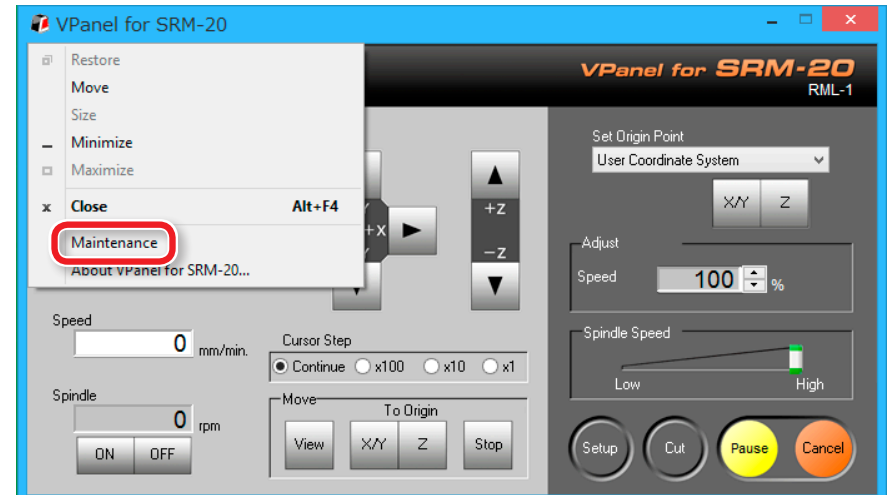 VPanel for SRM-20
Restore
Move
Size
Minimize
Maximize
x Close Alt+F4
Maintenance
About VPanel for SRM-20...
VPanel for SRM-20
RML-1
+X
+Z
−Z
Set Origin Point
User Coordinate System
X/Y Z
Adjust
Speed 100 %
Speed
0 mm/min.
Cursor Step
Continue x100 x10 x1
Spindle Speed
Low High
Spindle
0 rpm
ON OFF
Move
To Origin
View X/Y Z Stop
Setup Cut Pause Cancel